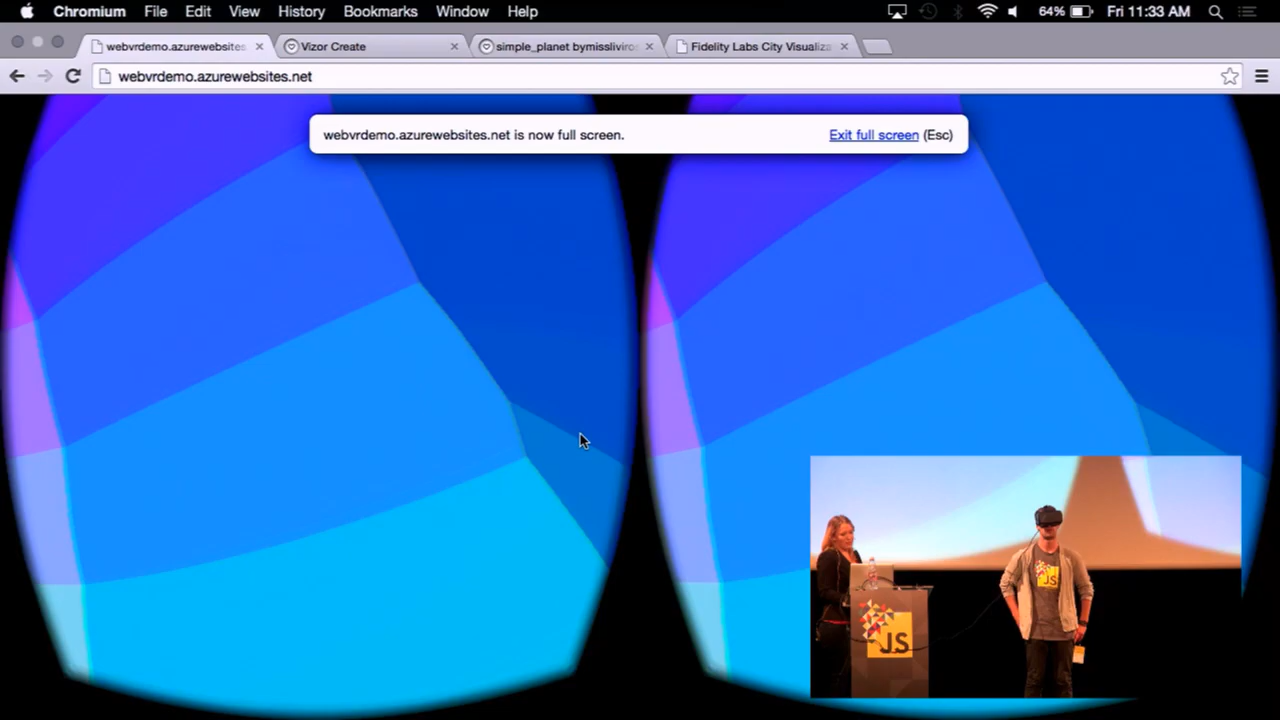 Chromium File Edit View History Bookmarks Window Help 64% Fri 11:33 AM
webvrdemo.azurewebsites Vizor Create simple_planet bymissliviros Fidelity Labs City Visualiza
webvrdemo.azurewebsites.net
webvrdemo.azurewebsites.net is now full screen. Exit full screen (Esc)
JS
JS